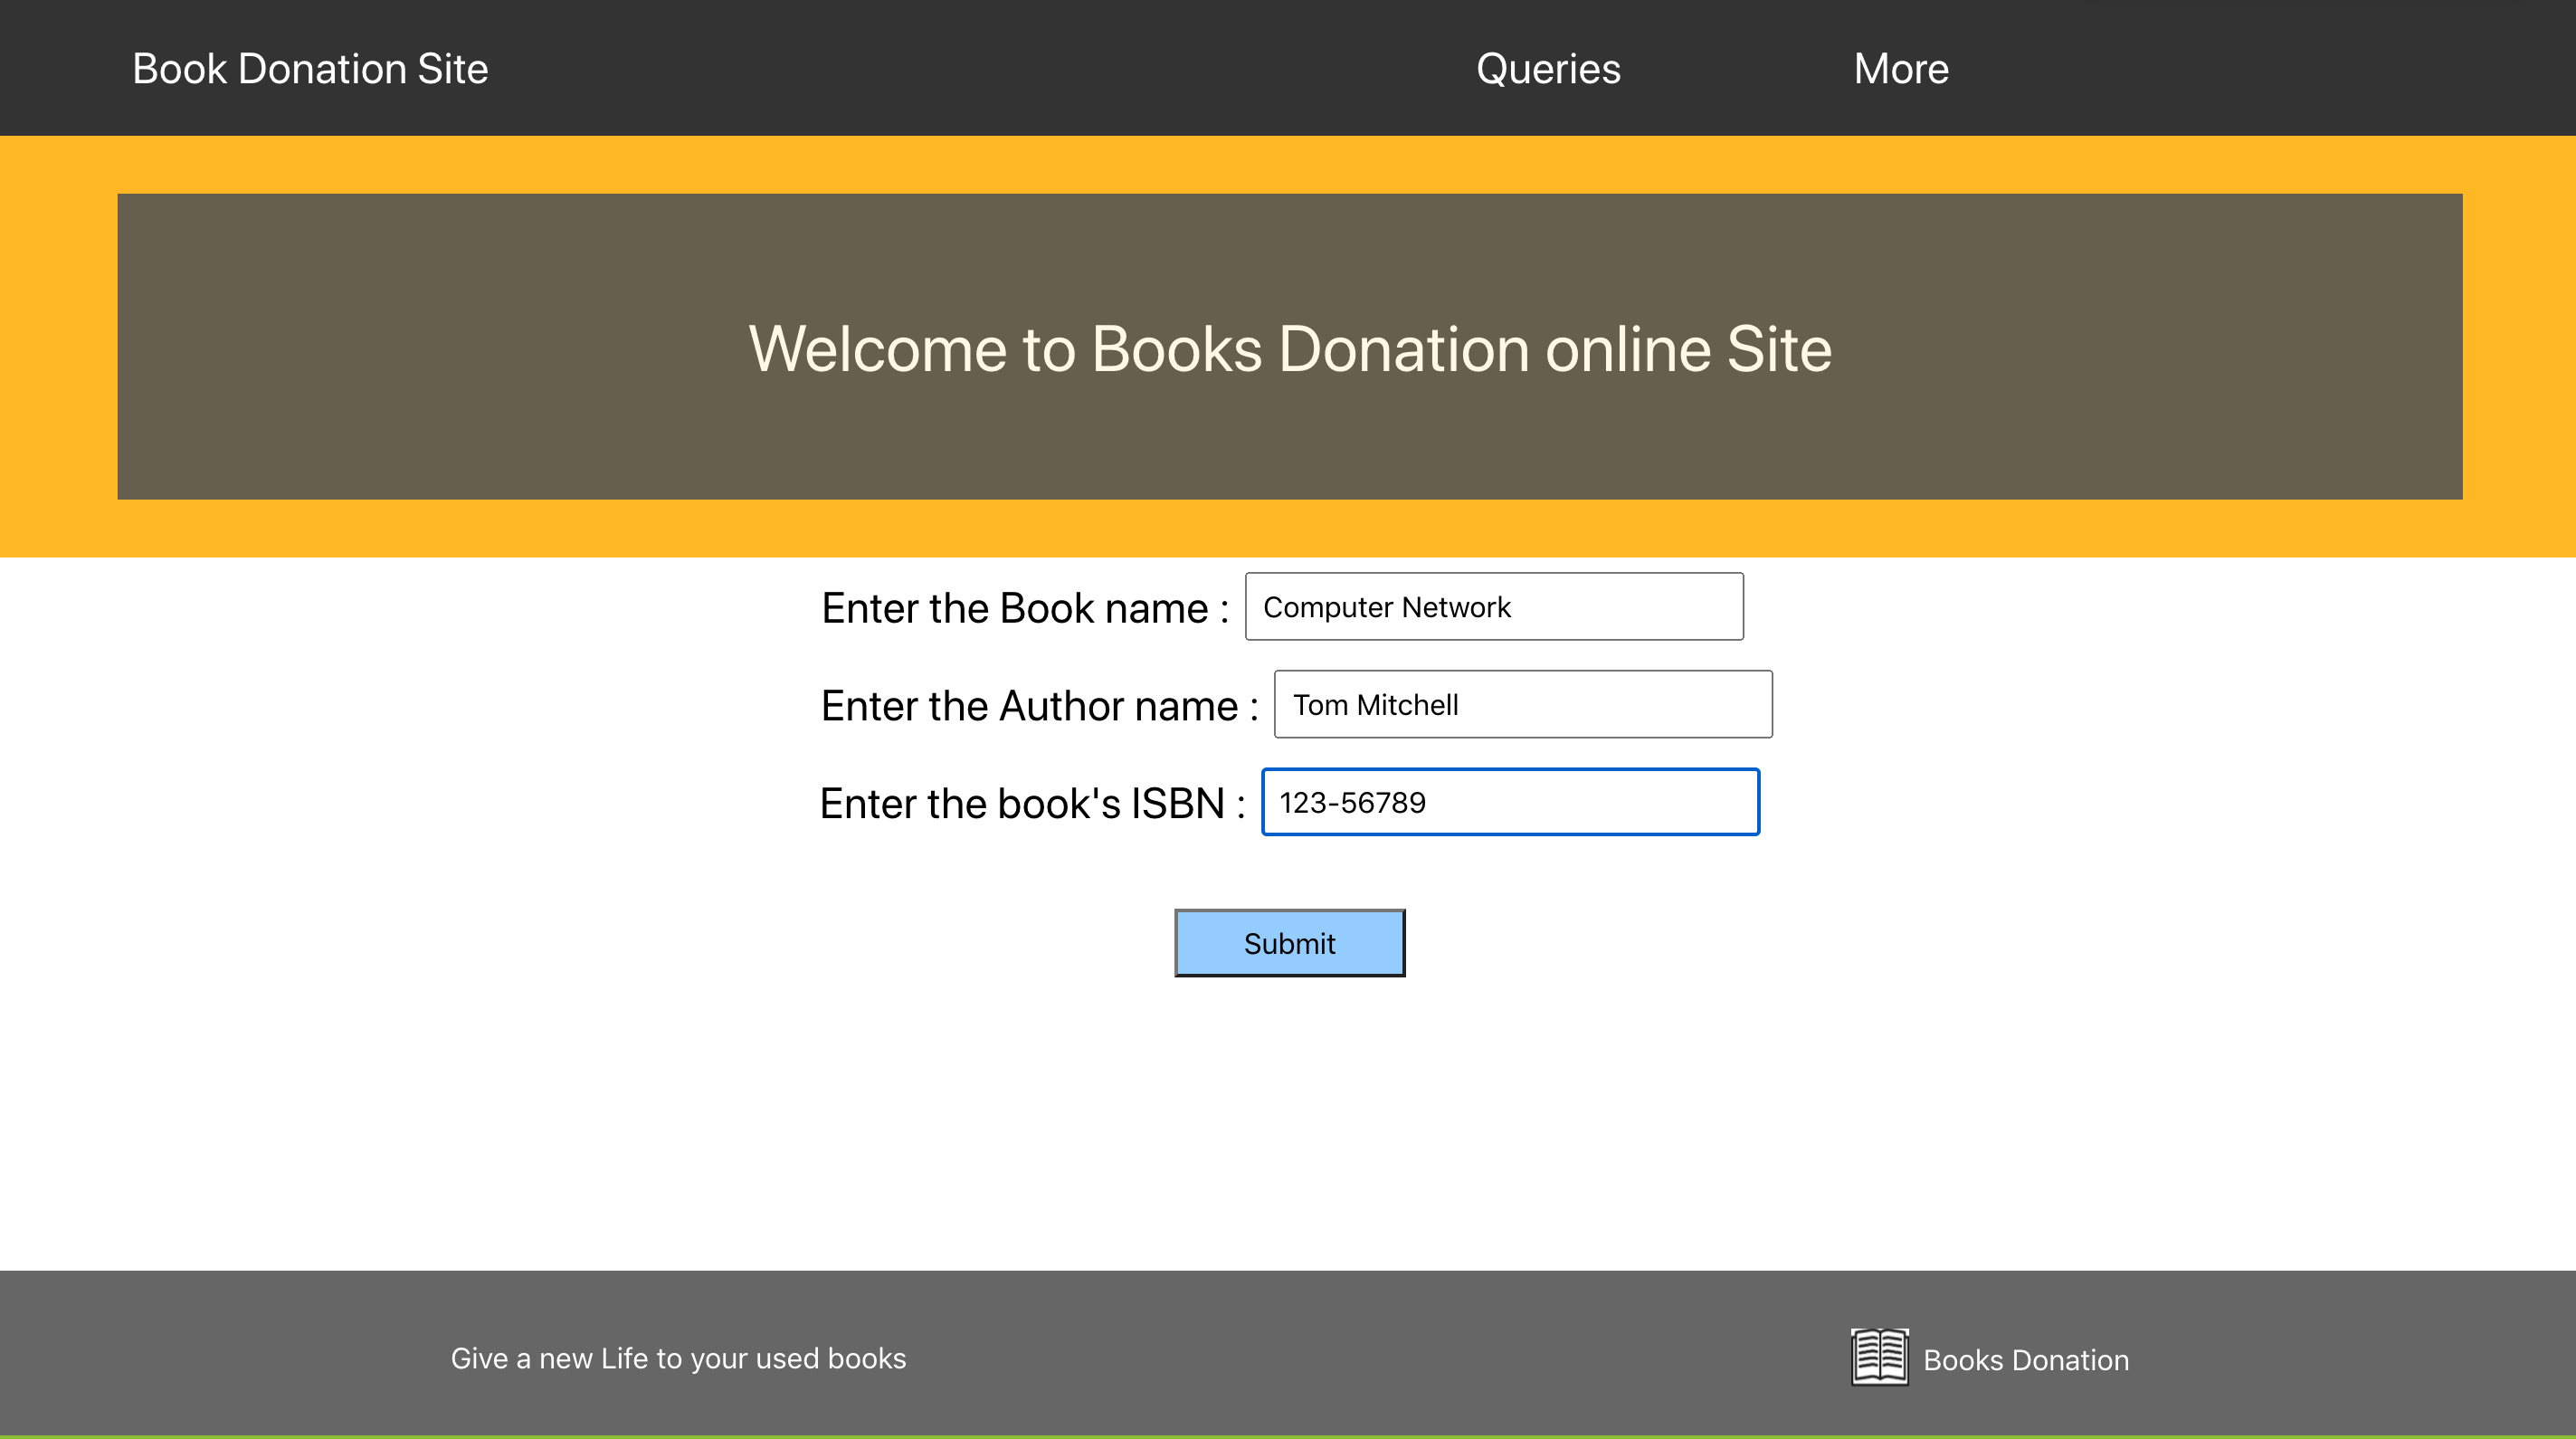 Book Donation Site Queries More
Welcome to Books Donation online Site
Enter the Book name : Computer Network
Enter the Author name : Tom Mitchell
Enter the book's ISBN : 123-56789
Submit
Give a new Life to your used books Books Donation